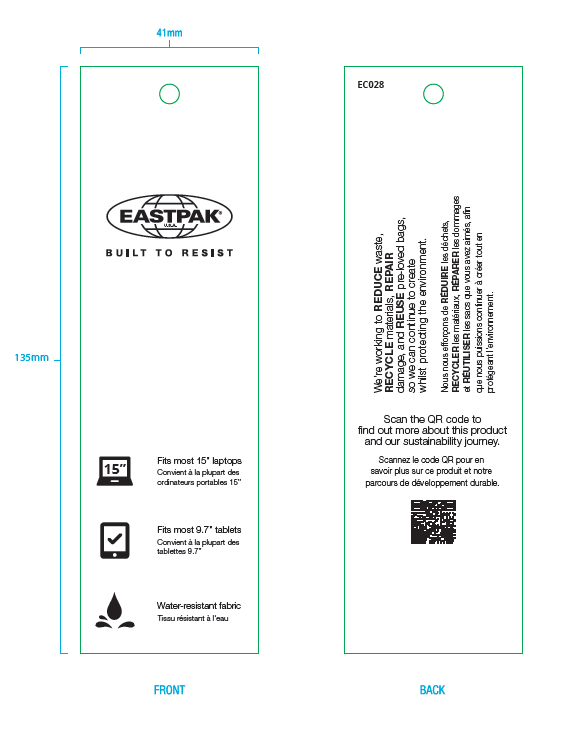 41mm
135mm
EASTPAK®
U.S.A.
BUILT TO RESIST
15”
Fits most 15” laptops
Convient à la plupart des
ordinateurs portables 15”
Fits most 9.7” tablets
Convient à la plupart des
tablettes 9.7”
Water-resistant fabric
Tissu résistant à l’eau
FRONT
EC028
We’re working to REDUCE waste,
RECYCLE materials, REPAIR
damage, and REUSE pre-loved bags,
so we can continue to create
whilst protecting the environment.
Nous nous efforçons de RÉDUIRE les déchets,
RECYCLER les matériaux, RÉPARER les dommages
et RÉUTILISER les sacs que vous avez aimés, afin
que nous puissions continuer à créer tout en
protégeant l’environnement.
Scan the QR code to
find out more about this product
and our sustainability journey.
Scannez le code QR pour en
savoir plus sur ce produit et notre
parcours de développement durable.
BACK